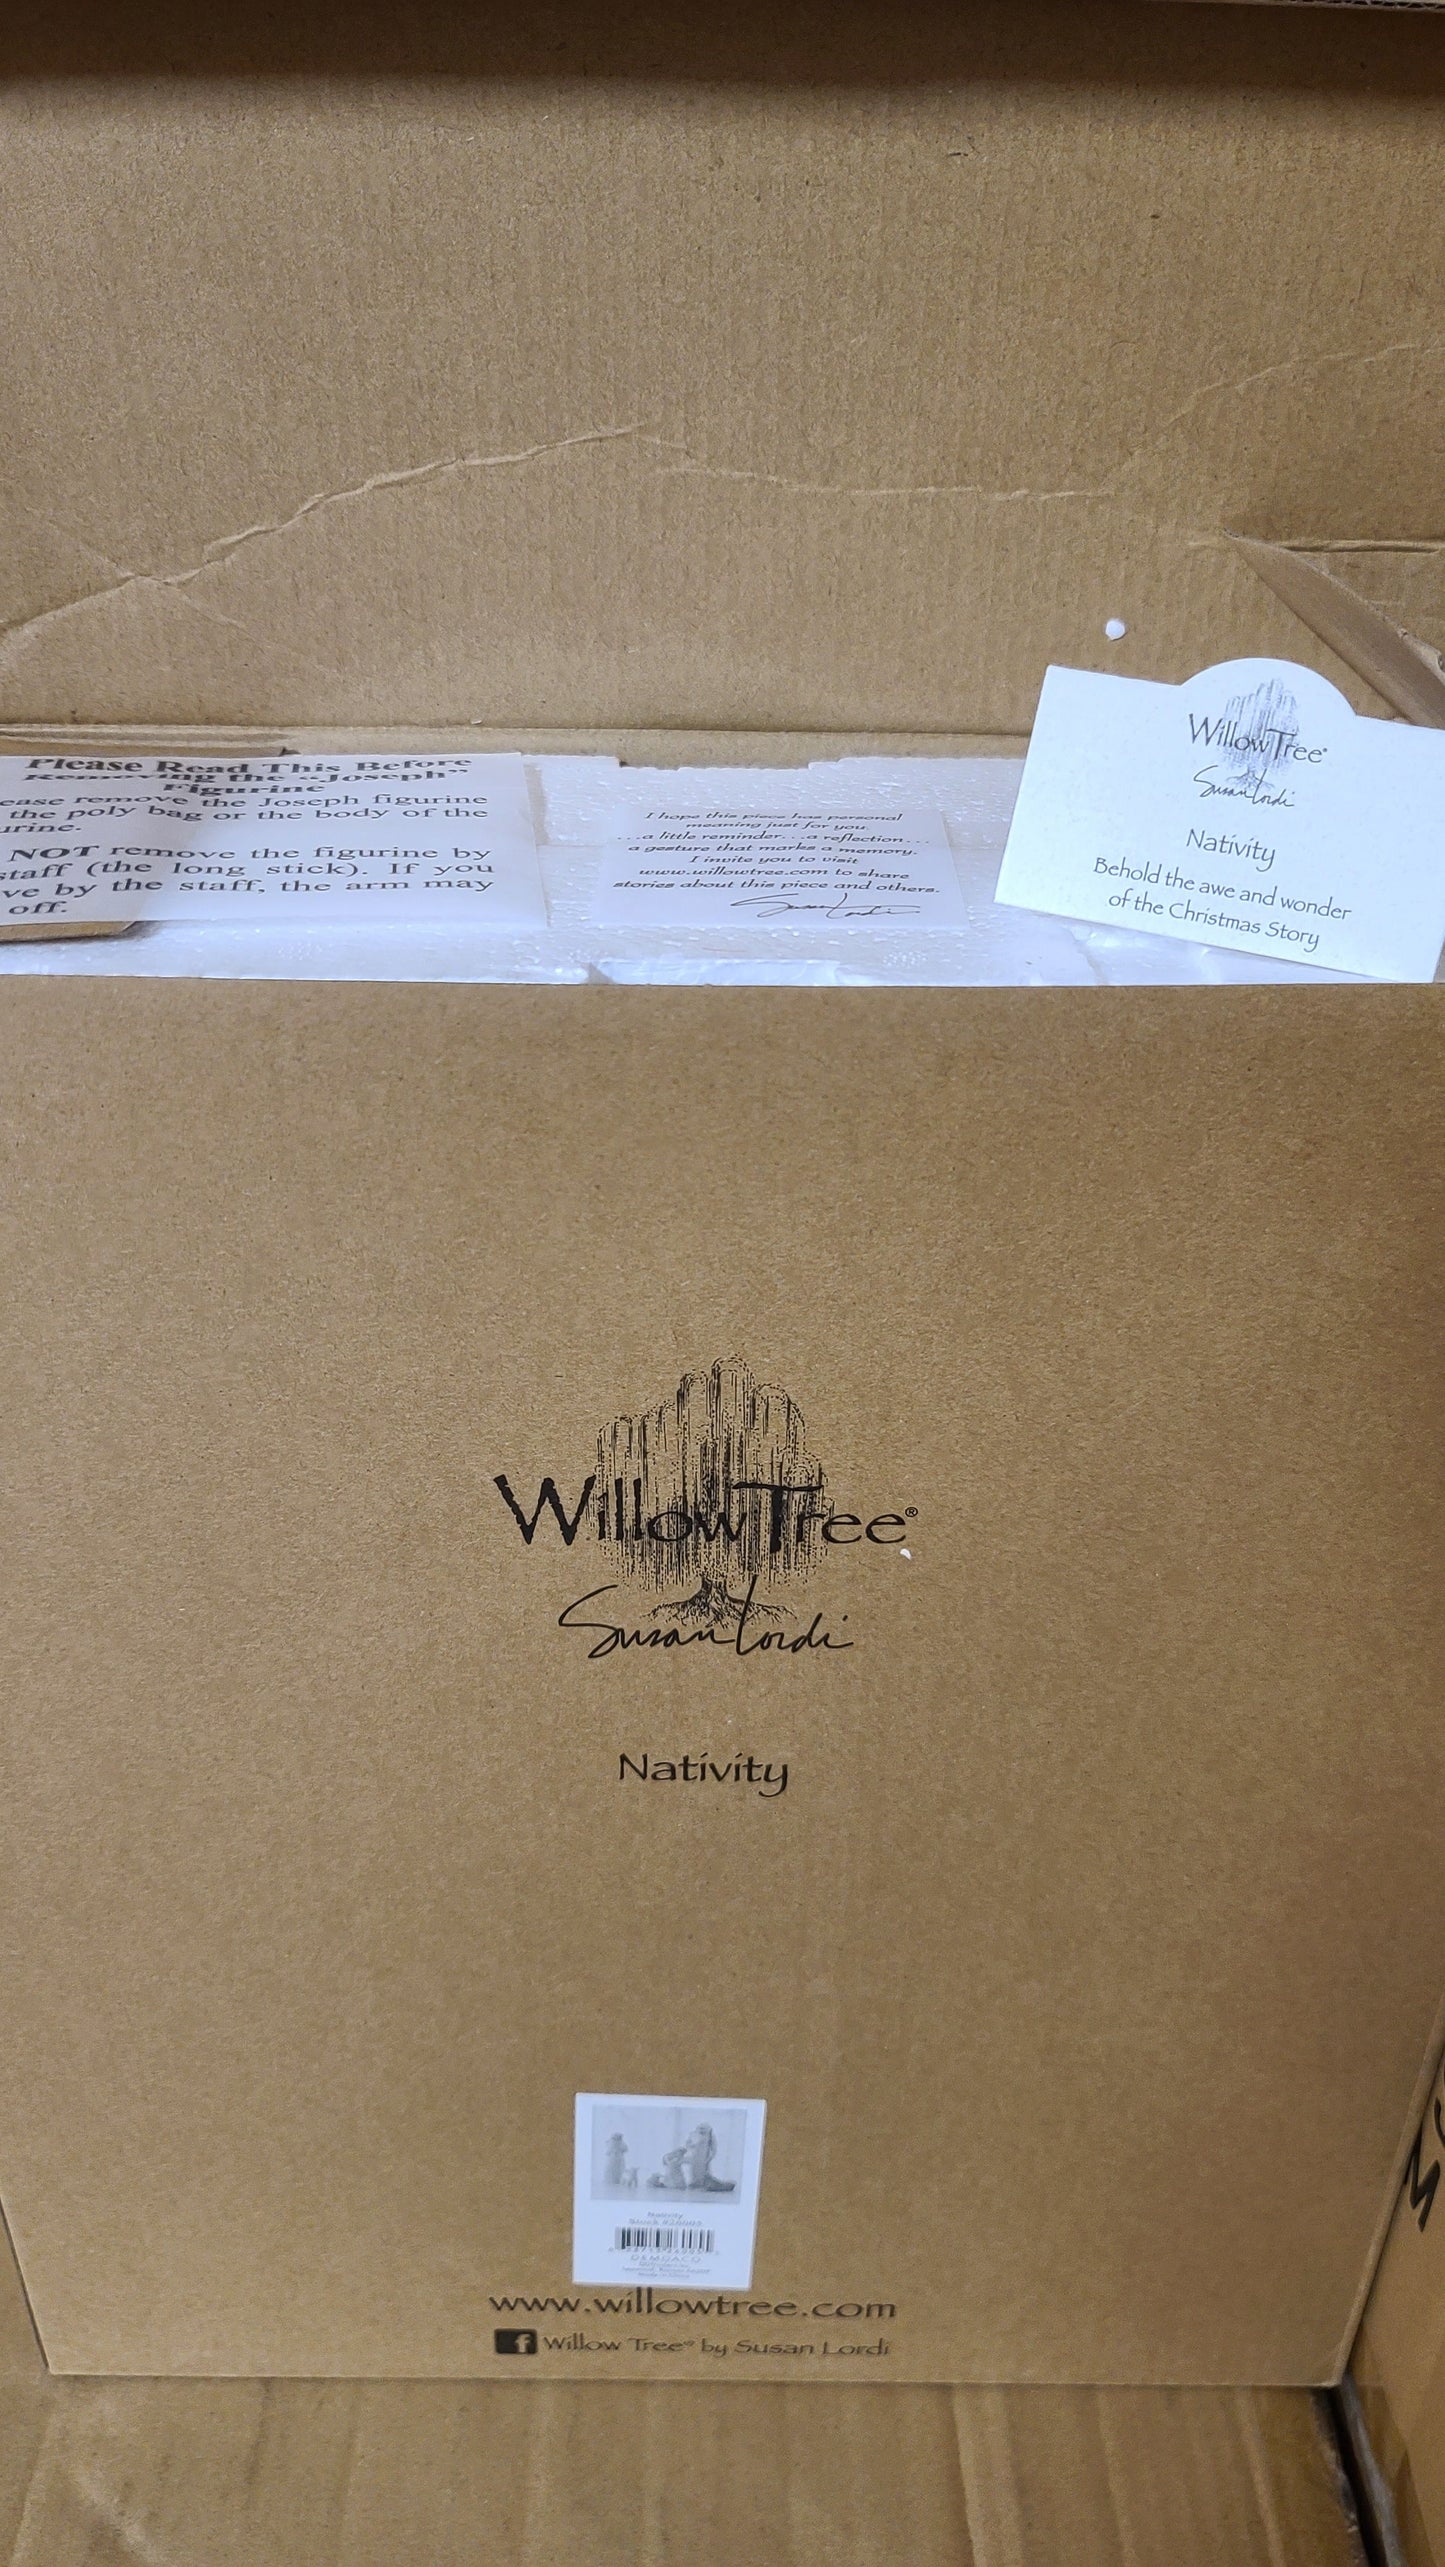 Please Read This Before
Removing the "Joseph"
Figurine
ease remove the Joseph figurine
the poly bag or the body of the
urine.
NOT remove the figurine by
staff (the long stick). If you
ve by the staff, the arm may
off.
I hope this piece has personal
meaning just for you.
...a little reminder...a reflection...
a gesture that marks a memory.
I invite you to visit
www.willowtree.com to share
stories about this piece and others.
Susan Lordi
Willow Tree®
Susan Lordi
Nativity
Behold the awe and wonder
of the Christmas Story
Willow Tree®
Susan Lordi
Nativity
Nativity
DEMDACO
www.willowtree.com
Willow Tree® by Susan Lordi